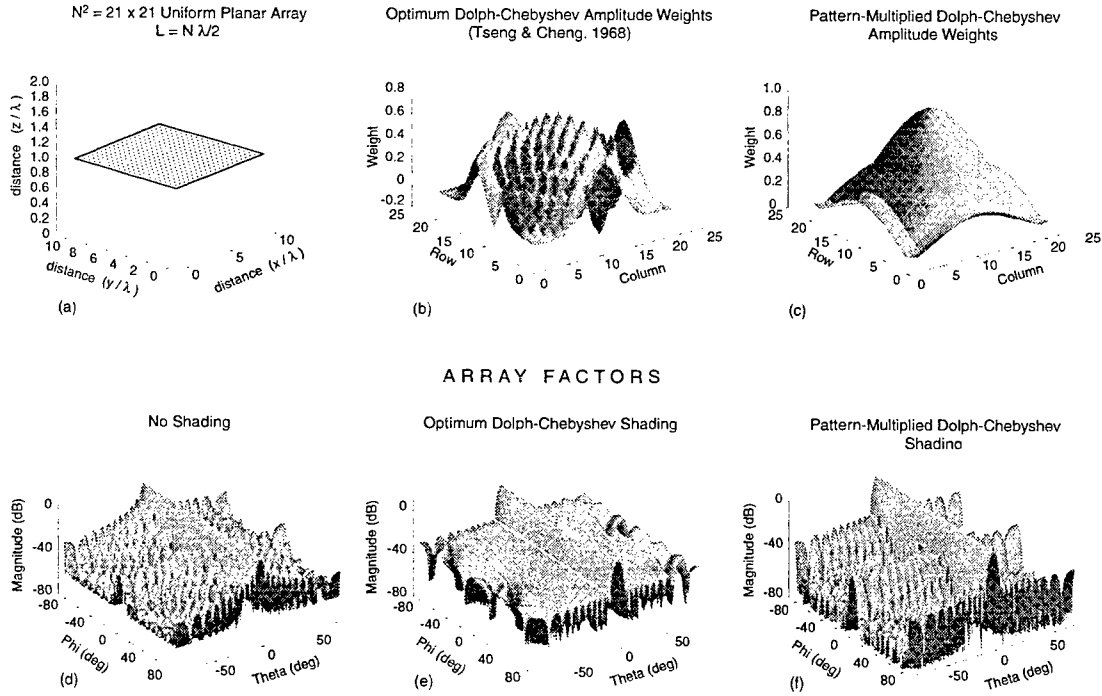 N² = 21 x 21 Uniform Planar Array
L = N λ/2
Optimum Dolph-Chebyshev Amplitude Weights
(Tseng & Cheng. 1968)
Pattern-Multiplied Dolph-Chebyshev
Amplitude Weights
distance (z/λ)
2.0
1.8
1.6
1.4
1.2
1.0
0.8
0.6
0.4
0.2
0
10
8
6
4
2
0
0
5
10
distance (y/λ)
distance (x/λ)
(a)
Weight
0.8
0.6
0.4
0.2
0
-0.2
25
20
15
10
5
0
0
5
10
15
20
25
Row
Column
(b)
Weight
1.0
0.8
0.6
0.4
0.2
0
25
20
15
10
5
0
0
5
10
15
20
25
Row
Column
(c)
ARRAY FACTORS
No Shading
Optimum Dolph-Chebyshev Shading
Pattern-Multiplied Dolph-Chebyshev
Shading
Magnitude (dB)
0
-40
-80
-80
-40
0
40
80
-50
0
50
Phi (deg)
Theta (deg)
(d)
Magnitude (dB)
0
-40
-80
-80
-40
0
40
80
-50
0
50
Phi (deg)
Theta (deg)
(e)
Magnitude (dB)
0
-40
-80
-80
-40
0
40
80
-50
0
50
Phi (deg)
Theta (deg)
(f)